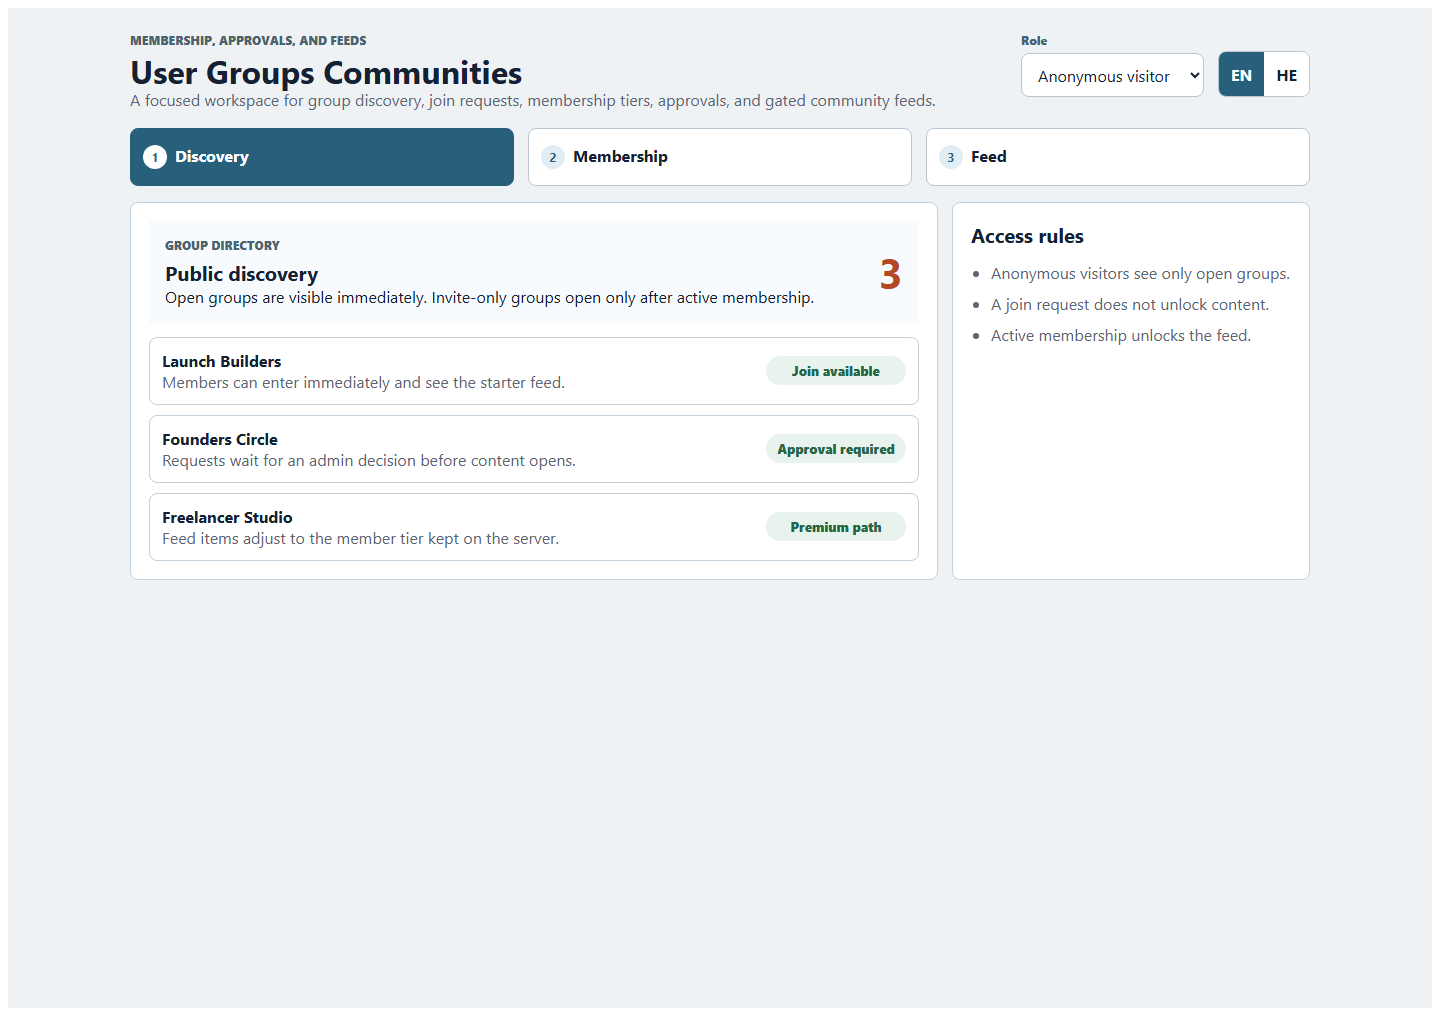 MEMBERSHIP, APPROVALS, AND FEEDS
User Groups Communities
A focused workspace for group discovery, join requests, membership tiers, approvals, and gated community feeds.
Role
Anonymous visitor
EN HE
1 Discovery
2 Membership
3 Feed
GROUP DIRECTORY
Public discovery
Open groups are visible immediately. Invite-only groups open only after active membership.
3
Launch Builders
Members can enter immediately and see the starter feed.
Join available
Founders Circle
Requests wait for an admin decision before content opens.
Approval required
Freelancer Studio
Feed items adjust to the member tier kept on the server.
Premium path
Access rules
Anonymous visitors see only open groups.
A join request does not unlock content.
Active membership unlocks the feed.